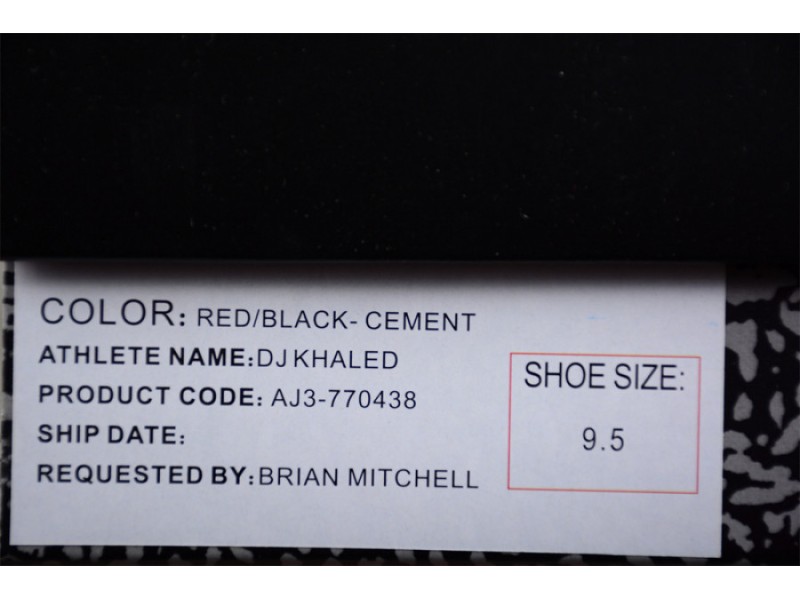 COLOR: RED/BLACK- CEMENT
ATHLETE NAME:DJ KHALED
PRODUCT CODE: AJ3-770438
SHIP DATE:
REQUESTED BY:BRIAN MITCHELL
SHOE SIZE:
9.5